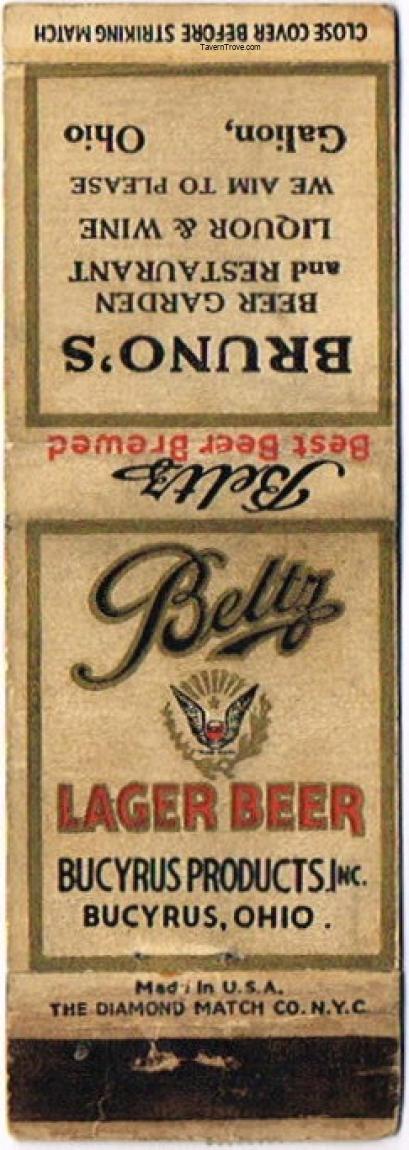 CLOSE COVER BEFORE STRIKING MATCH
TavernTrove.com
BRUNO'S
BEER GARDEN
and RESTAURANT
LIQUOR & WINE
WE AIM TO PLEASE
Galion, Ohio
Beltz
Best Beer Brewed
Beltz
LAGER BEER
BUCYRUS PRODUCTS, INC.
BUCYRUS, OHIO.
Made In U.S.A.
THE DIAMOND MATCH CO. N.Y.C.